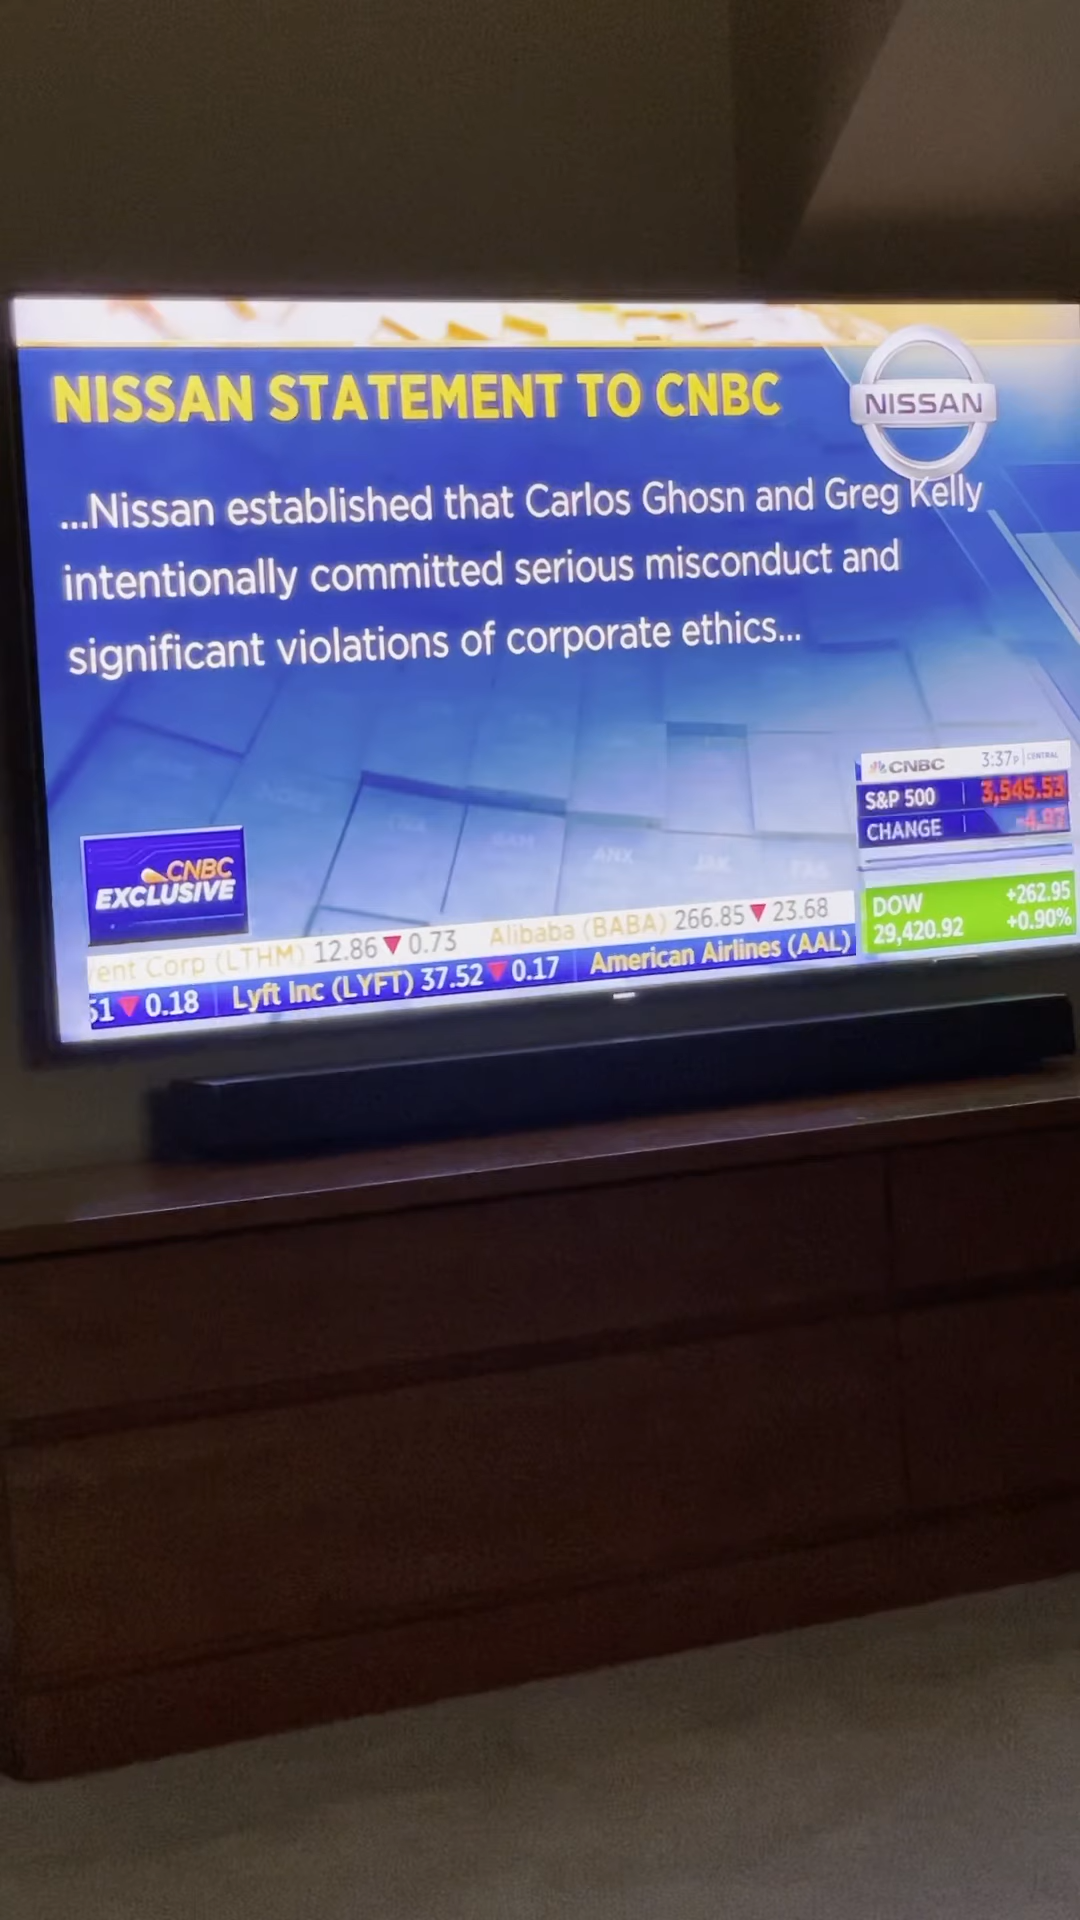 NISSAN STATEMENT TO CNBC
NISSAN
...Nissan established that Carlos Ghosn and Greg Kelly
intentionally committed serious misconduct and
significant violations of corporate ethics...
CNBC 3:37P CENTRAL
S&P 500 3,545.53
CHANGE -4.97
CNBC
EXCLUSIVE
DOW +262.95
29,420.92 +0.90%
ent Corp (LTHM) 12.86▼0.73 Alibaba (BABA) 266.85▼23.68
51▼0.18 Lyft Inc (LYFT) 37.52▼0.17 American Airlines (AAL)